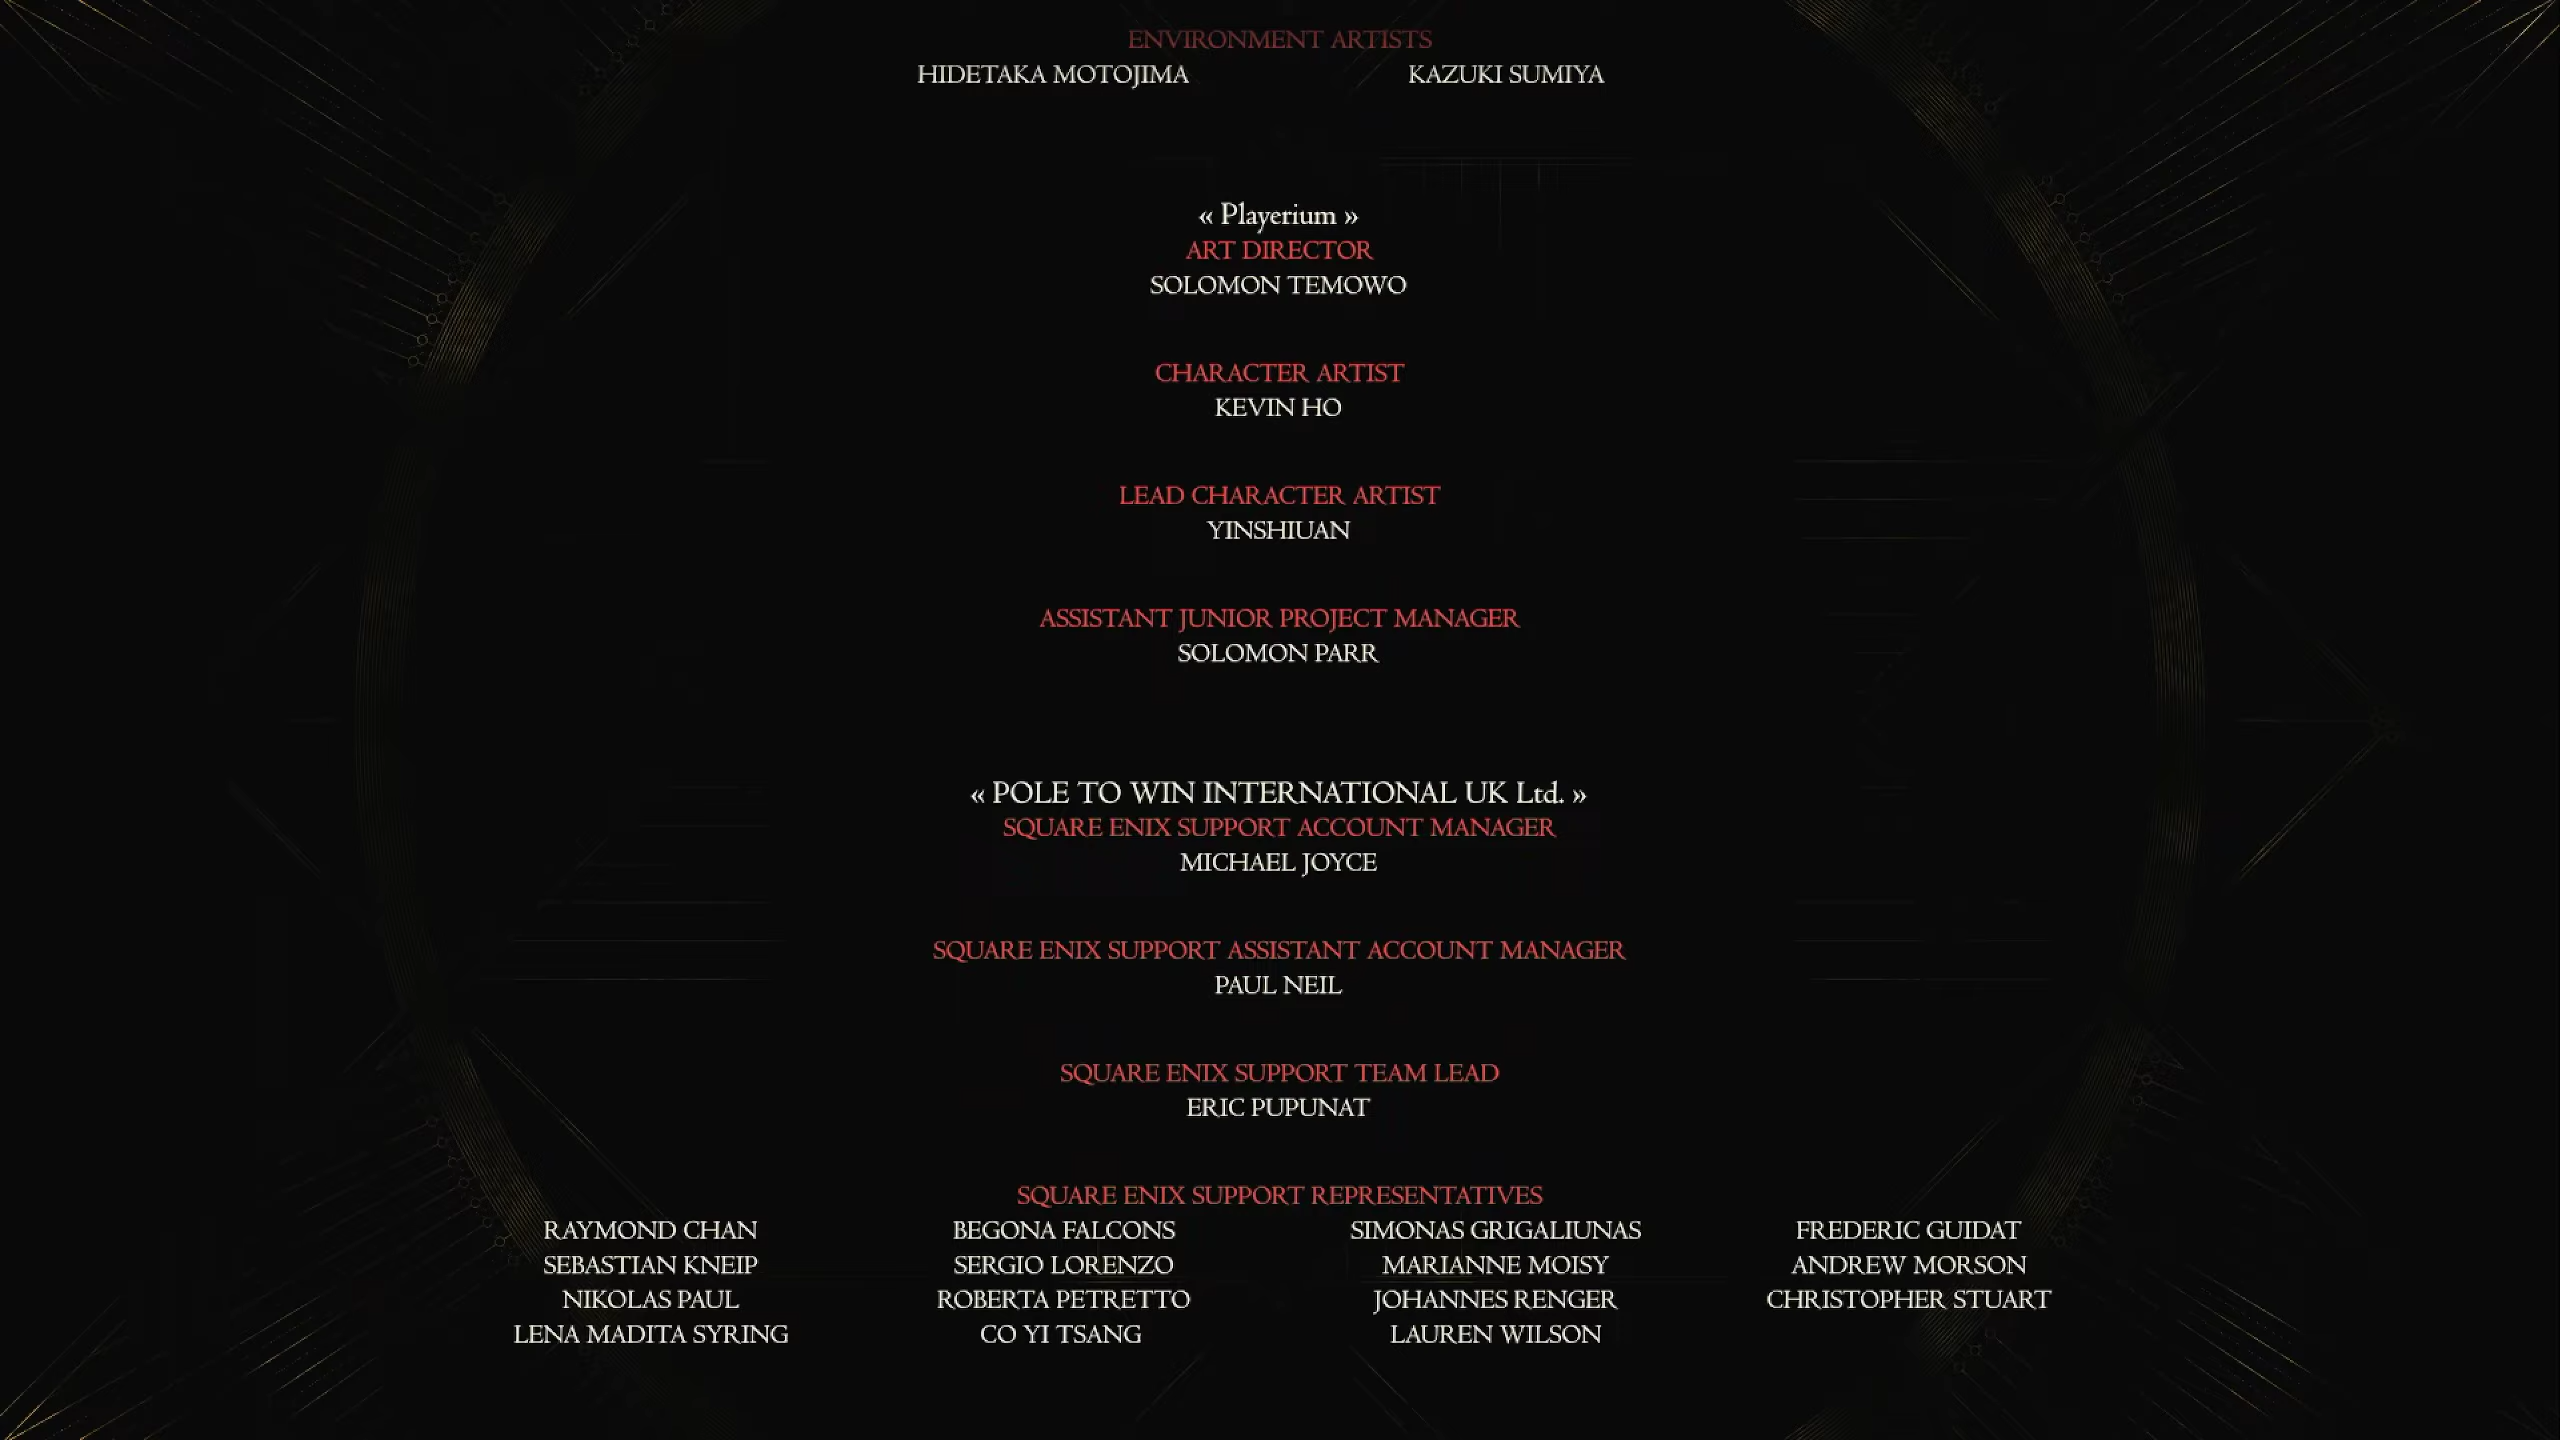 ENVIRONMENT ARTISTS
HIDETAKA MOTOJIMA KAZUKI SUMIYA
« Playerium »
ART DIRECTOR
SOLOMON TEMOWO
CHARACTER ARTIST
KEVIN HO
LEAD CHARACTER ARTIST
YINSHIUAN
ASSISTANT JUNIOR PROJECT MANAGER
SOLOMON PARR
« POLE TO WIN INTERNATIONAL UK Ltd. »
SQUARE ENIX SUPPORT ACCOUNT MANAGER
MICHAEL JOYCE
SQUARE ENIX SUPPORT ASSISTANT ACCOUNT MANAGER
PAUL NEIL
SQUARE ENIX SUPPORT TEAM LEAD
ERIC PUPUNAT
SQUARE ENIX SUPPORT REPRESENTATIVES
RAYMOND CHAN BEGONA FALCONS SIMONAS GRIGALIUNAS FREDERIC GUIDAT
SEBASTIAN KNEIP SERGIO LORENZO MARIANNE MOISY ANDREW MORSON
NIKOLAS PAUL ROBERTA PETRETTO JOHANNES RENGER CHRISTOPHER STUART
LENA MADITA SYRING CO YI TSANG LAUREN WILSON